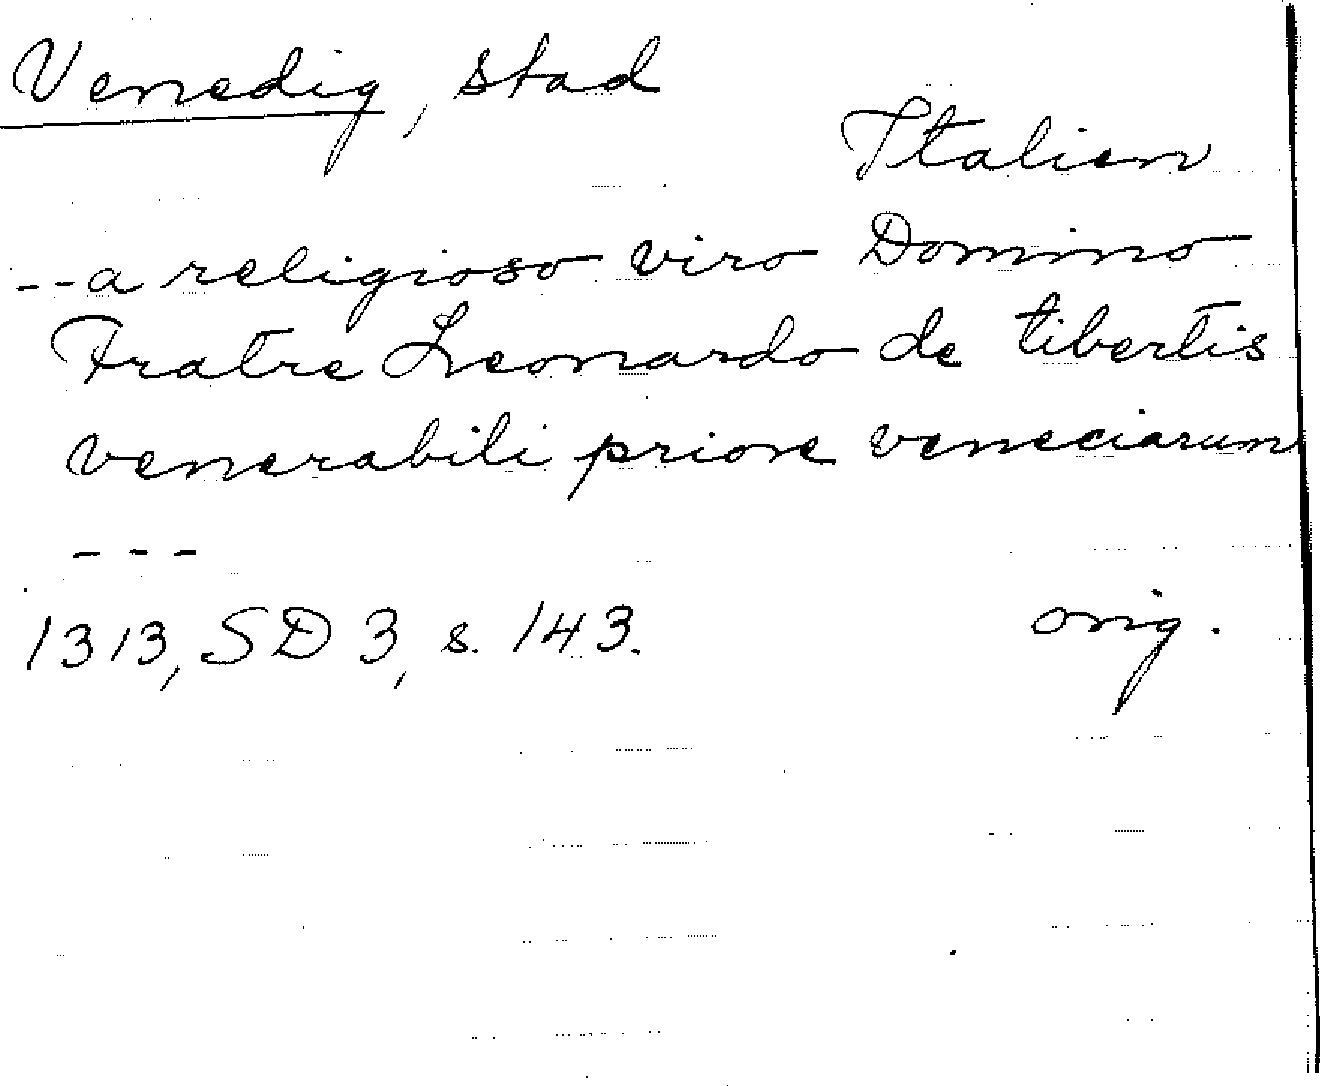 Venedig, stad
Italien
--a religioso viro Domino
Fratre Leonardo de tibertis
venerabili priore veneciarum
---
1313, SD 3, s. 143. orig.